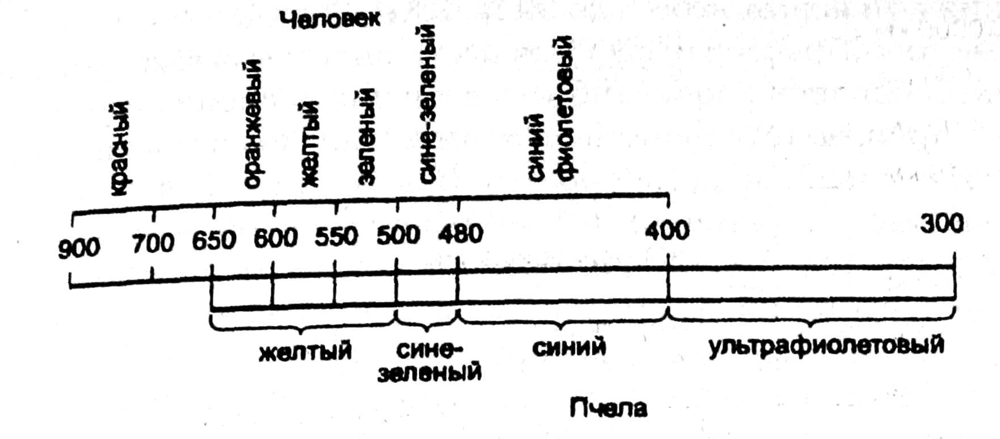 Человек
красный
оранжевый
желтый
зеленый
сине-зеленый
синий
фиолетовый
900 700 650 600 550 500 480 400 300
желтый
сине-
зеленый
синий
ультрафиолетовый
Пчела